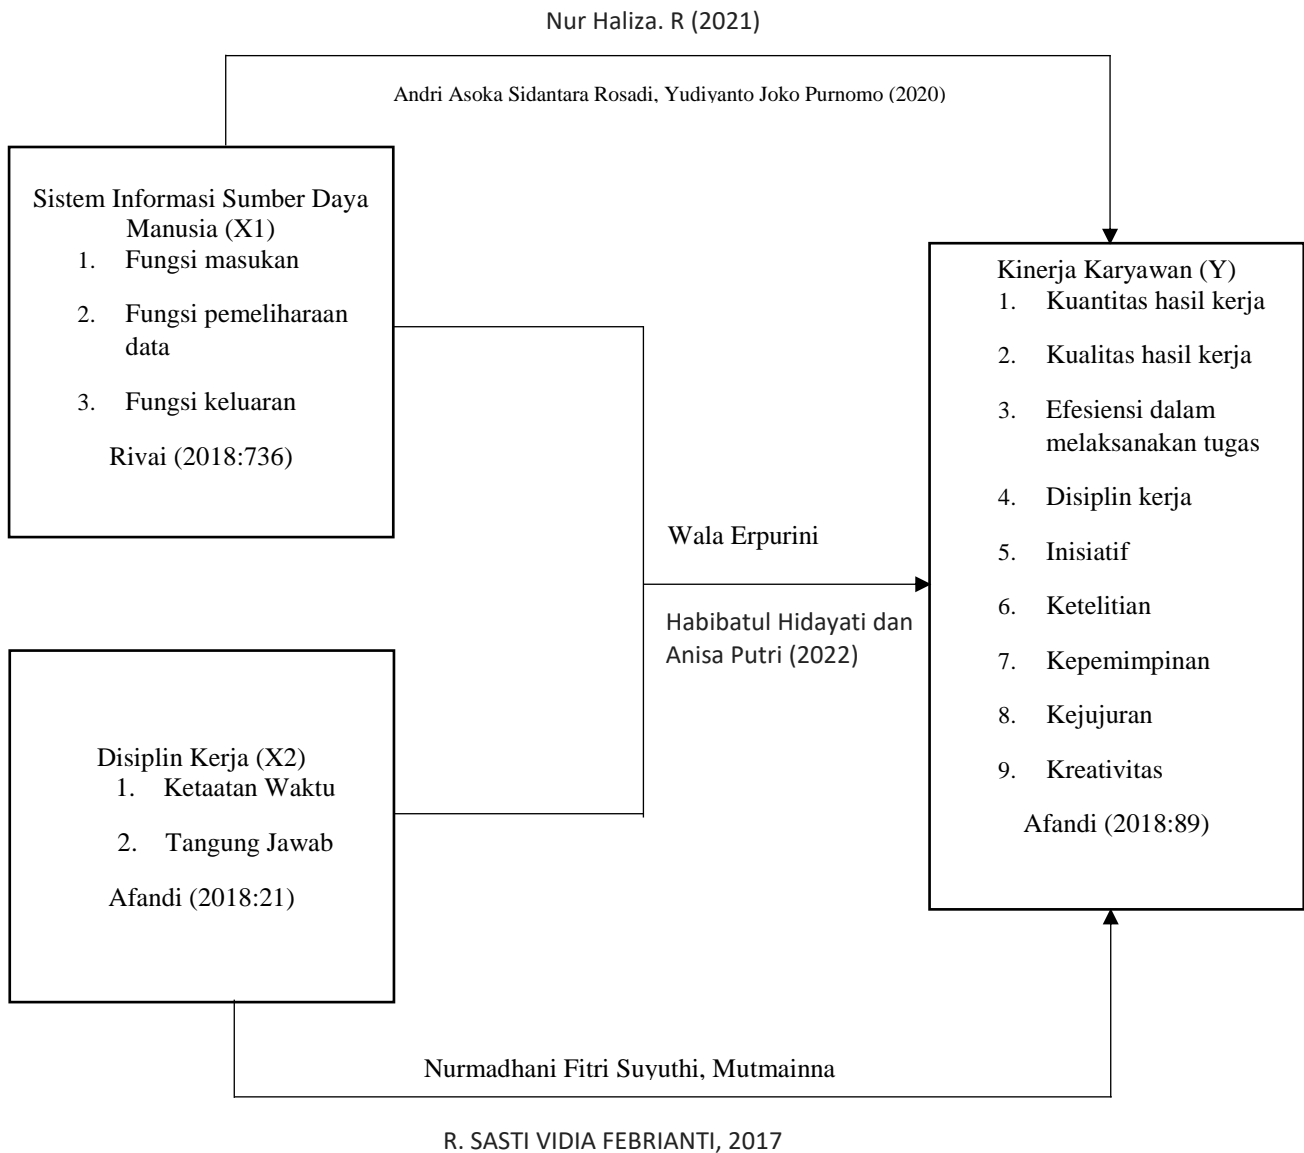 Nur Haliza. R (2021)
Andri Asoka Sidantara Rosadi, Yudiyanto Joko Purnomo (2020)
Sistem Informasi Sumber Daya
Manusia (X1)
1. Fungsi masukan
2. Fungsi pemeliharaan
data
3. Fungsi keluaran
Rivai (2018:736)
Wala Erpurini
Habibatul Hidayati dan
Anisa Putri (2022)
Disiplin Kerja (X2)
1. Ketaatan Waktu
2. Tangung Jawab
Afandi (2018:21)
Kinerja Karyawan (Y)
1. Kuantitas hasil kerja
2. Kualitas hasil kerja
3. Efesiensi dalam
melaksanakan tugas
4. Disiplin kerja
5. Inisiatif
6. Ketelitian
7. Kepemimpinan
8. Kejujuran
9. Kreativitas
Afandi (2018:89)
Nurmadhani Fitri Suyuthi, Mutmainna
R. SASTI VIDIA FEBRIANTI, 2017